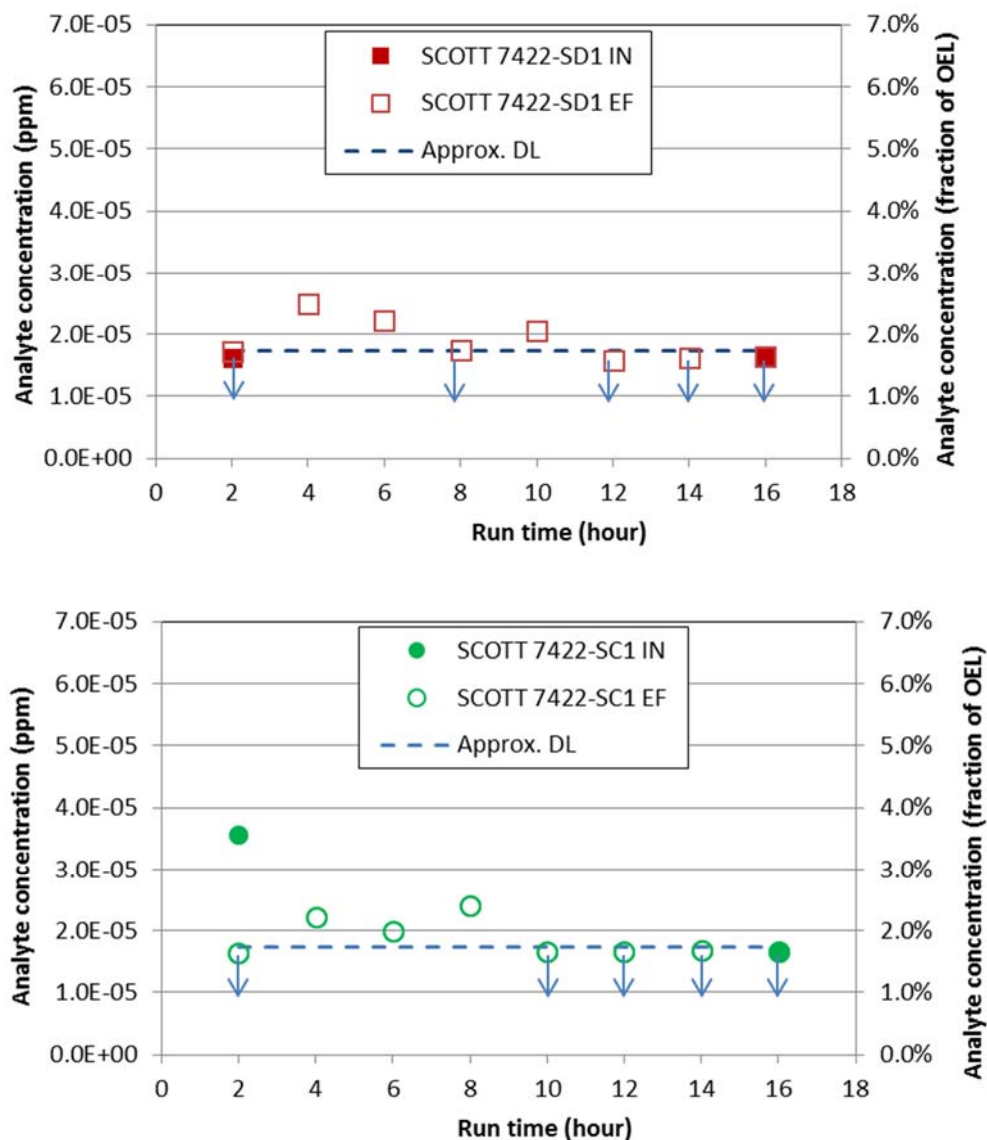 7.0E-05
6.0E-05
5.0E-05
4.0E-05
3.0E-05
2.0E-05
1.0E-05
0.0E+00
Analyte concentration (ppm)
SCOTT 7422-SD1 IN
SCOTT 7422-SD1 EF
Approx. DL
7.0%
6.0%
5.0%
4.0%
3.0%
2.0%
1.0%
0.0%
Analyte concentration (fraction of OEL)
0 2 4 6 8 10 12 14 16 18
Run time (hour)
7.0E-05
6.0E-05
5.0E-05
4.0E-05
3.0E-05
2.0E-05
1.0E-05
0.0E+00
Analyte concentration (ppm)
SCOTT 7422-SC1 IN
SCOTT 7422-SC1 EF
Approx. DL
7.0%
6.0%
5.0%
4.0%
3.0%
2.0%
1.0%
0.0%
Analyte concentration (fraction of OEL)
0 2 4 6 8 10 12 14 16 18
Run time (hour)